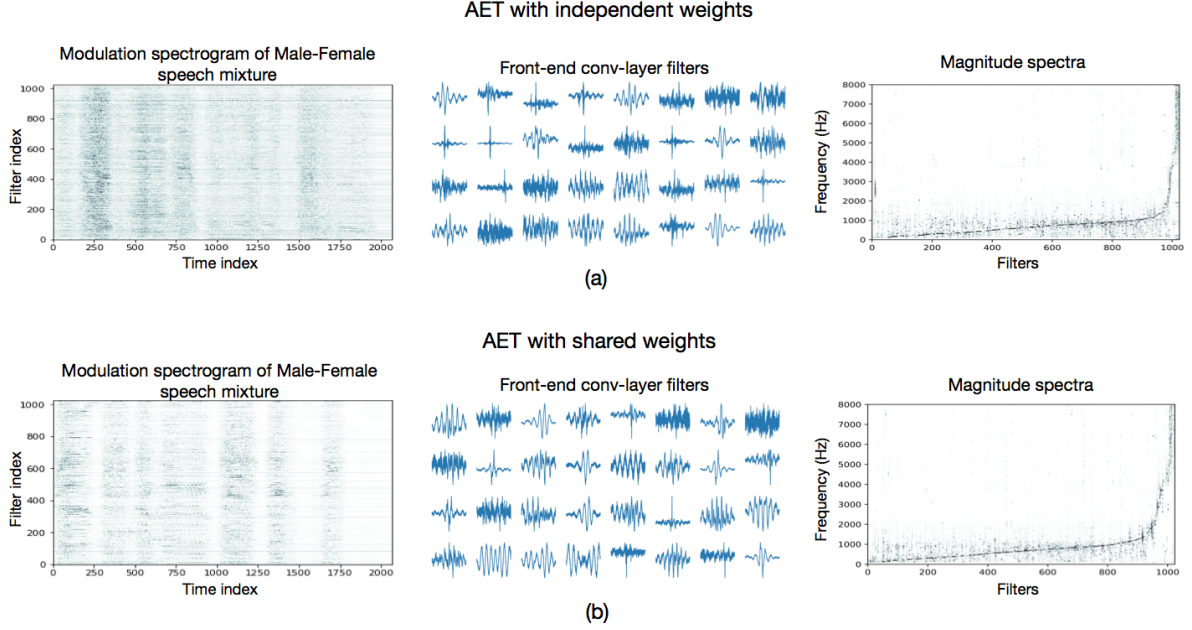 AET with independent weights
Modulation spectrogram of Male-Female
speech mixture
Filter index
1000
800
600
400
200
0
0 250 500 750 1000 1250 1500 1750 2000
Time index
Front-end conv-layer filters
Magnitude spectra
Frequency (Hz)
8000
7000
6000
5000
4000
3000
2000
1000
0
0 200 400 600 800 1000
Filters
(a)
AET with shared weights
Modulation spectrogram of Male-Female
speech mixture
Filter index
1000
800
600
400
200
0
0 250 500 750 1000 1250 1500 1750 2000
Time index
Front-end conv-layer filters
Magnitude spectra
Frequency (Hz)
8000
7000
6000
5000
4000
3000
2000
1000
0
0 200 400 600 800 1000
Filters
(b)